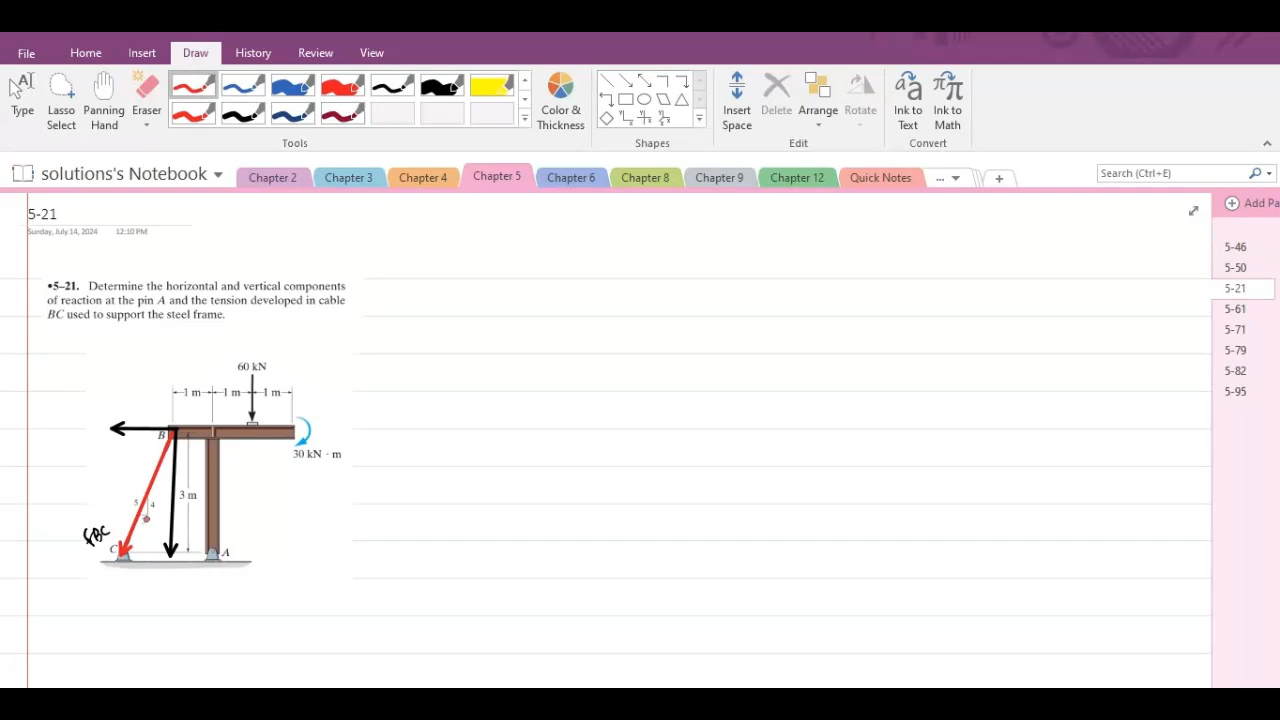 File Home Insert Draw History Review View
Type
Lasso Select
Panning Hand
Eraser
Color & Thickness
Insert Space
Delete
Arrange
Rotate
Ink to Text
Ink to Math
Tools
Shapes
Edit
Convert
solutions's Notebook
Chapter 2 Chapter 3 Chapter 4 Chapter 5 Chapter 6 Chapter 8 Chapter 9 Chapter 12 Quick Notes ...
Search (Ctrl+E)
Add Pa
5-21
Sunday, July 14, 2024 12:10 PM
5-46
5-50
5-21
5-61
5-71
5-79
5-82
5-95
•5–21. Determine the horizontal and vertical components
of reaction at the pin A and the tension developed in cable
BC used to support the steel frame.
60 kN
1 m 1 m 1 m
B
30 kN · m
3 m
5
4
FBC
C
A